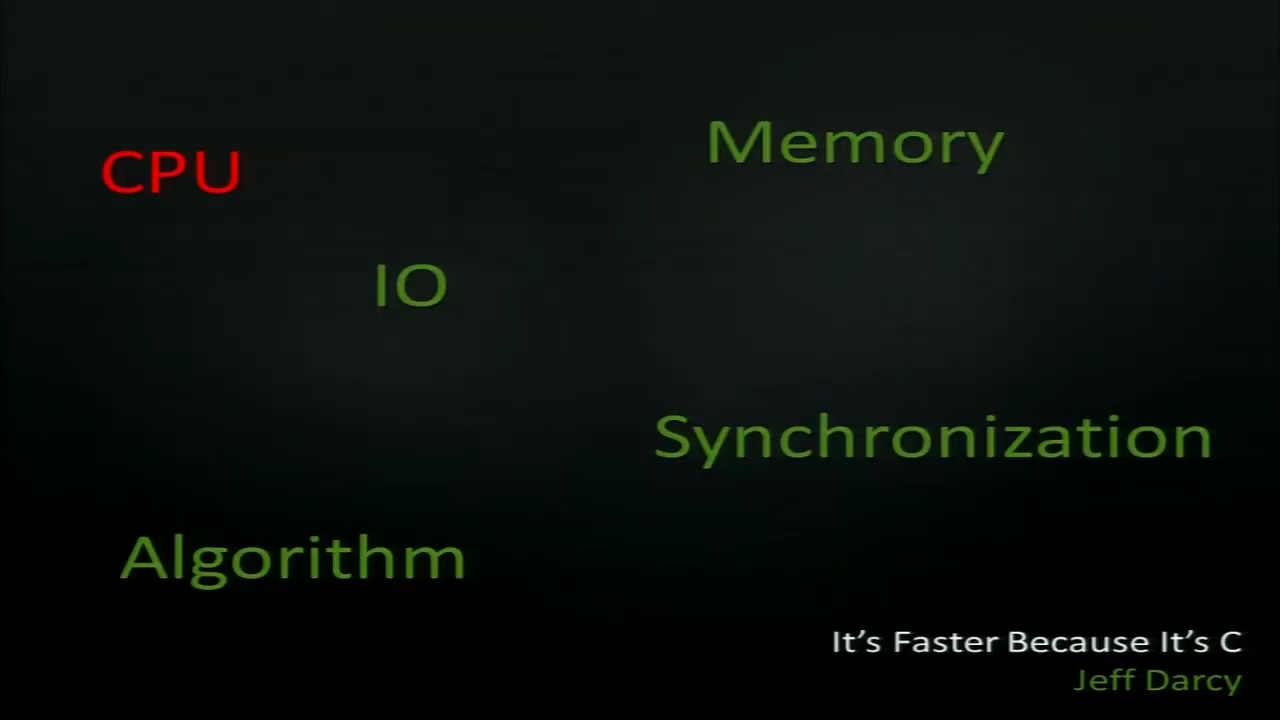 CPU
Memory
IO
Synchronization
Algorithm
It's Faster Because It's C
Jeff Darcy